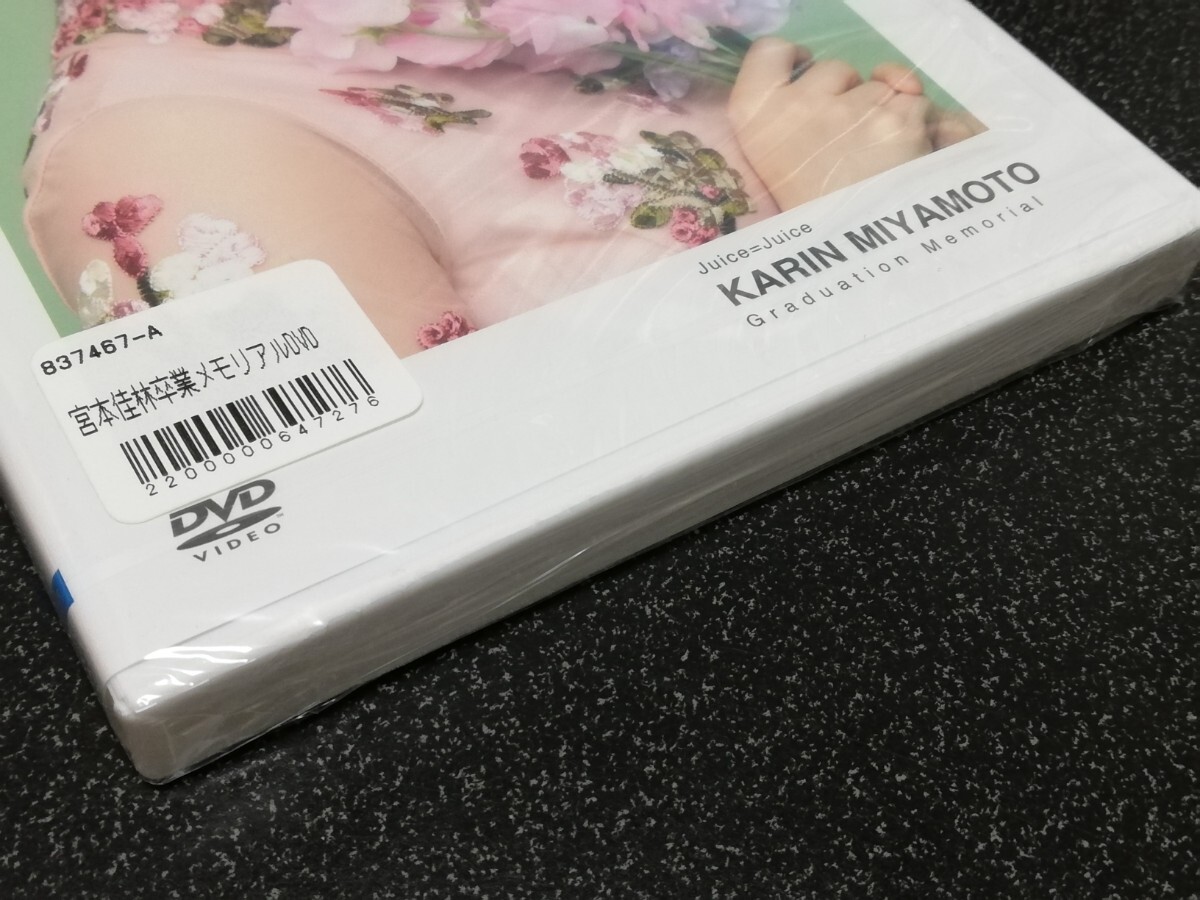 Juice=Juice
KARIN MIYAMOTO
Graduation Memorial
837467-A
宮本佳林卒業メモリアルDVD
2200000647276
DVD
VIDEO